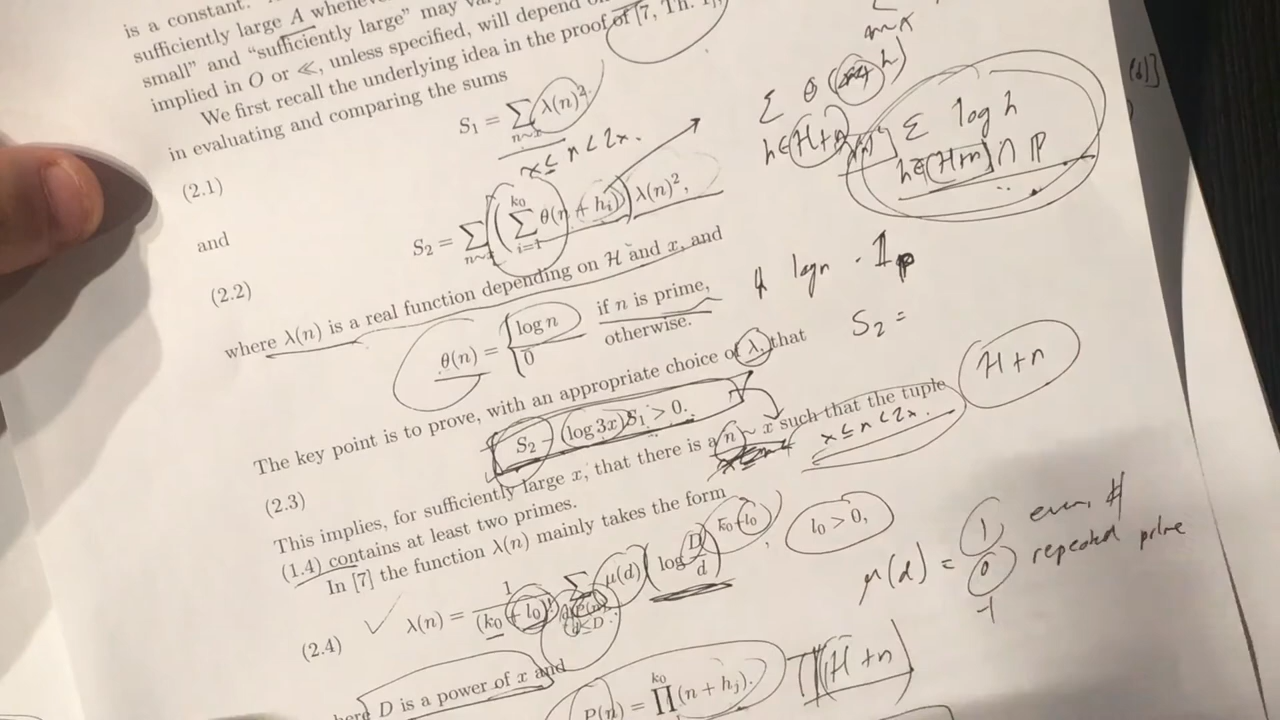 is a constant.
sufficiently large A whenever
small" and "sufficiently large" may
implied in O or ≪, unless specified, will depend
We first recall the underlying idea in the proof of [7, Th. 1],
in evaluating and comparing the sums
(2.1) S₁ = ∑_{n∼x} λ(n)²,
x ≤ n < 2x.
and
(2.2) S₂ = ∑_{n∼x} (∑_{i=1}^{k₀} θ(n + h_i)) λ(n)²,
where λ(n) is a real function depending on H and x, and
θ(n) = { log n if n is prime,
0 otherwise.
The key point is to prove, with an appropriate choice of λ, that
(2.3) S₂ − (log 3x)S₁ > 0.
This implies, for sufficiently large x, that there is a n ∼ x such that the tuple
x ≤ n < 2x.
(1.4) contains at least two primes.
In [7] the function λ(n) mainly takes the form
(2.4) λ(n) = 1/(k₀ + l₀)! ∑_{d|P(n), d≤D} μ(d) (log D/d)^{k₀+l₀}, l₀ > 0,
D is a power of x and
P(n) = ∏^{k₀} (n + h_j).
∑ θ
h∈H+n
∑ log h
h∈(H+n)∩ℙ
log n · 1_ℙ
S₂ =
H + n
μ(d) = 1 even #
0 repeated prime
-1
∏(H + n)